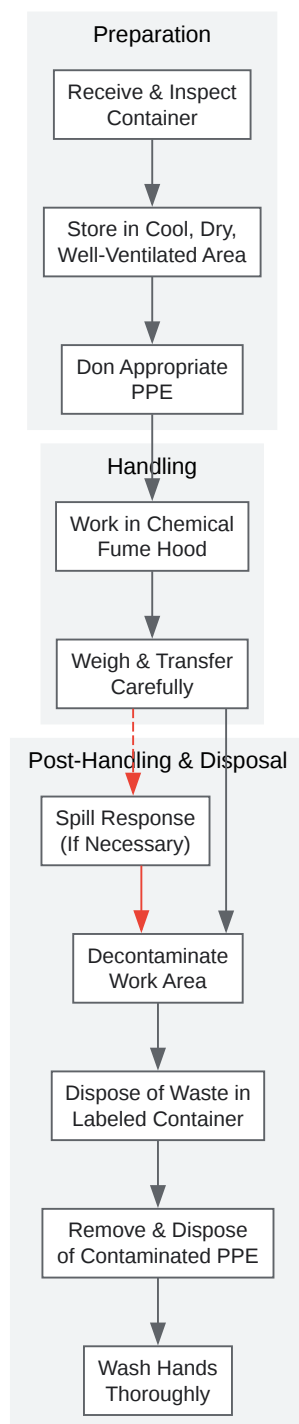 Preparation
Receive & Inspect
Container
Store in Cool, Dry,
Well-Ventilated Area
Don Appropriate
PPE
Handling
Work in Chemical
Fume Hood
Weigh & Transfer
Carefully
Post-Handling & Disposal
Spill Response
(If Necessary)
Decontaminate
Work Area
Dispose of Waste in
Labeled Container
Remove & Dispose
of Contaminated PPE
Wash Hands
Thoroughly